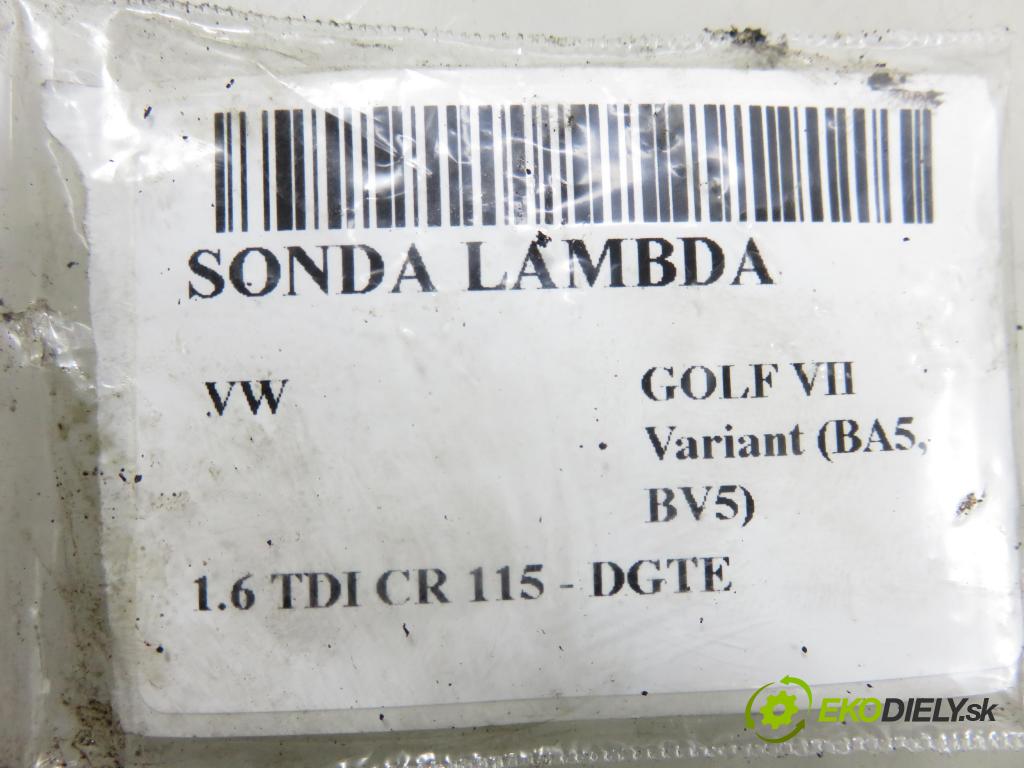 SONDA LAMBDA
VW
GOLF VII
Variant (BA5,
BV5)
1.6 TDI CR 115 - DGTE
EKODIELY.sk